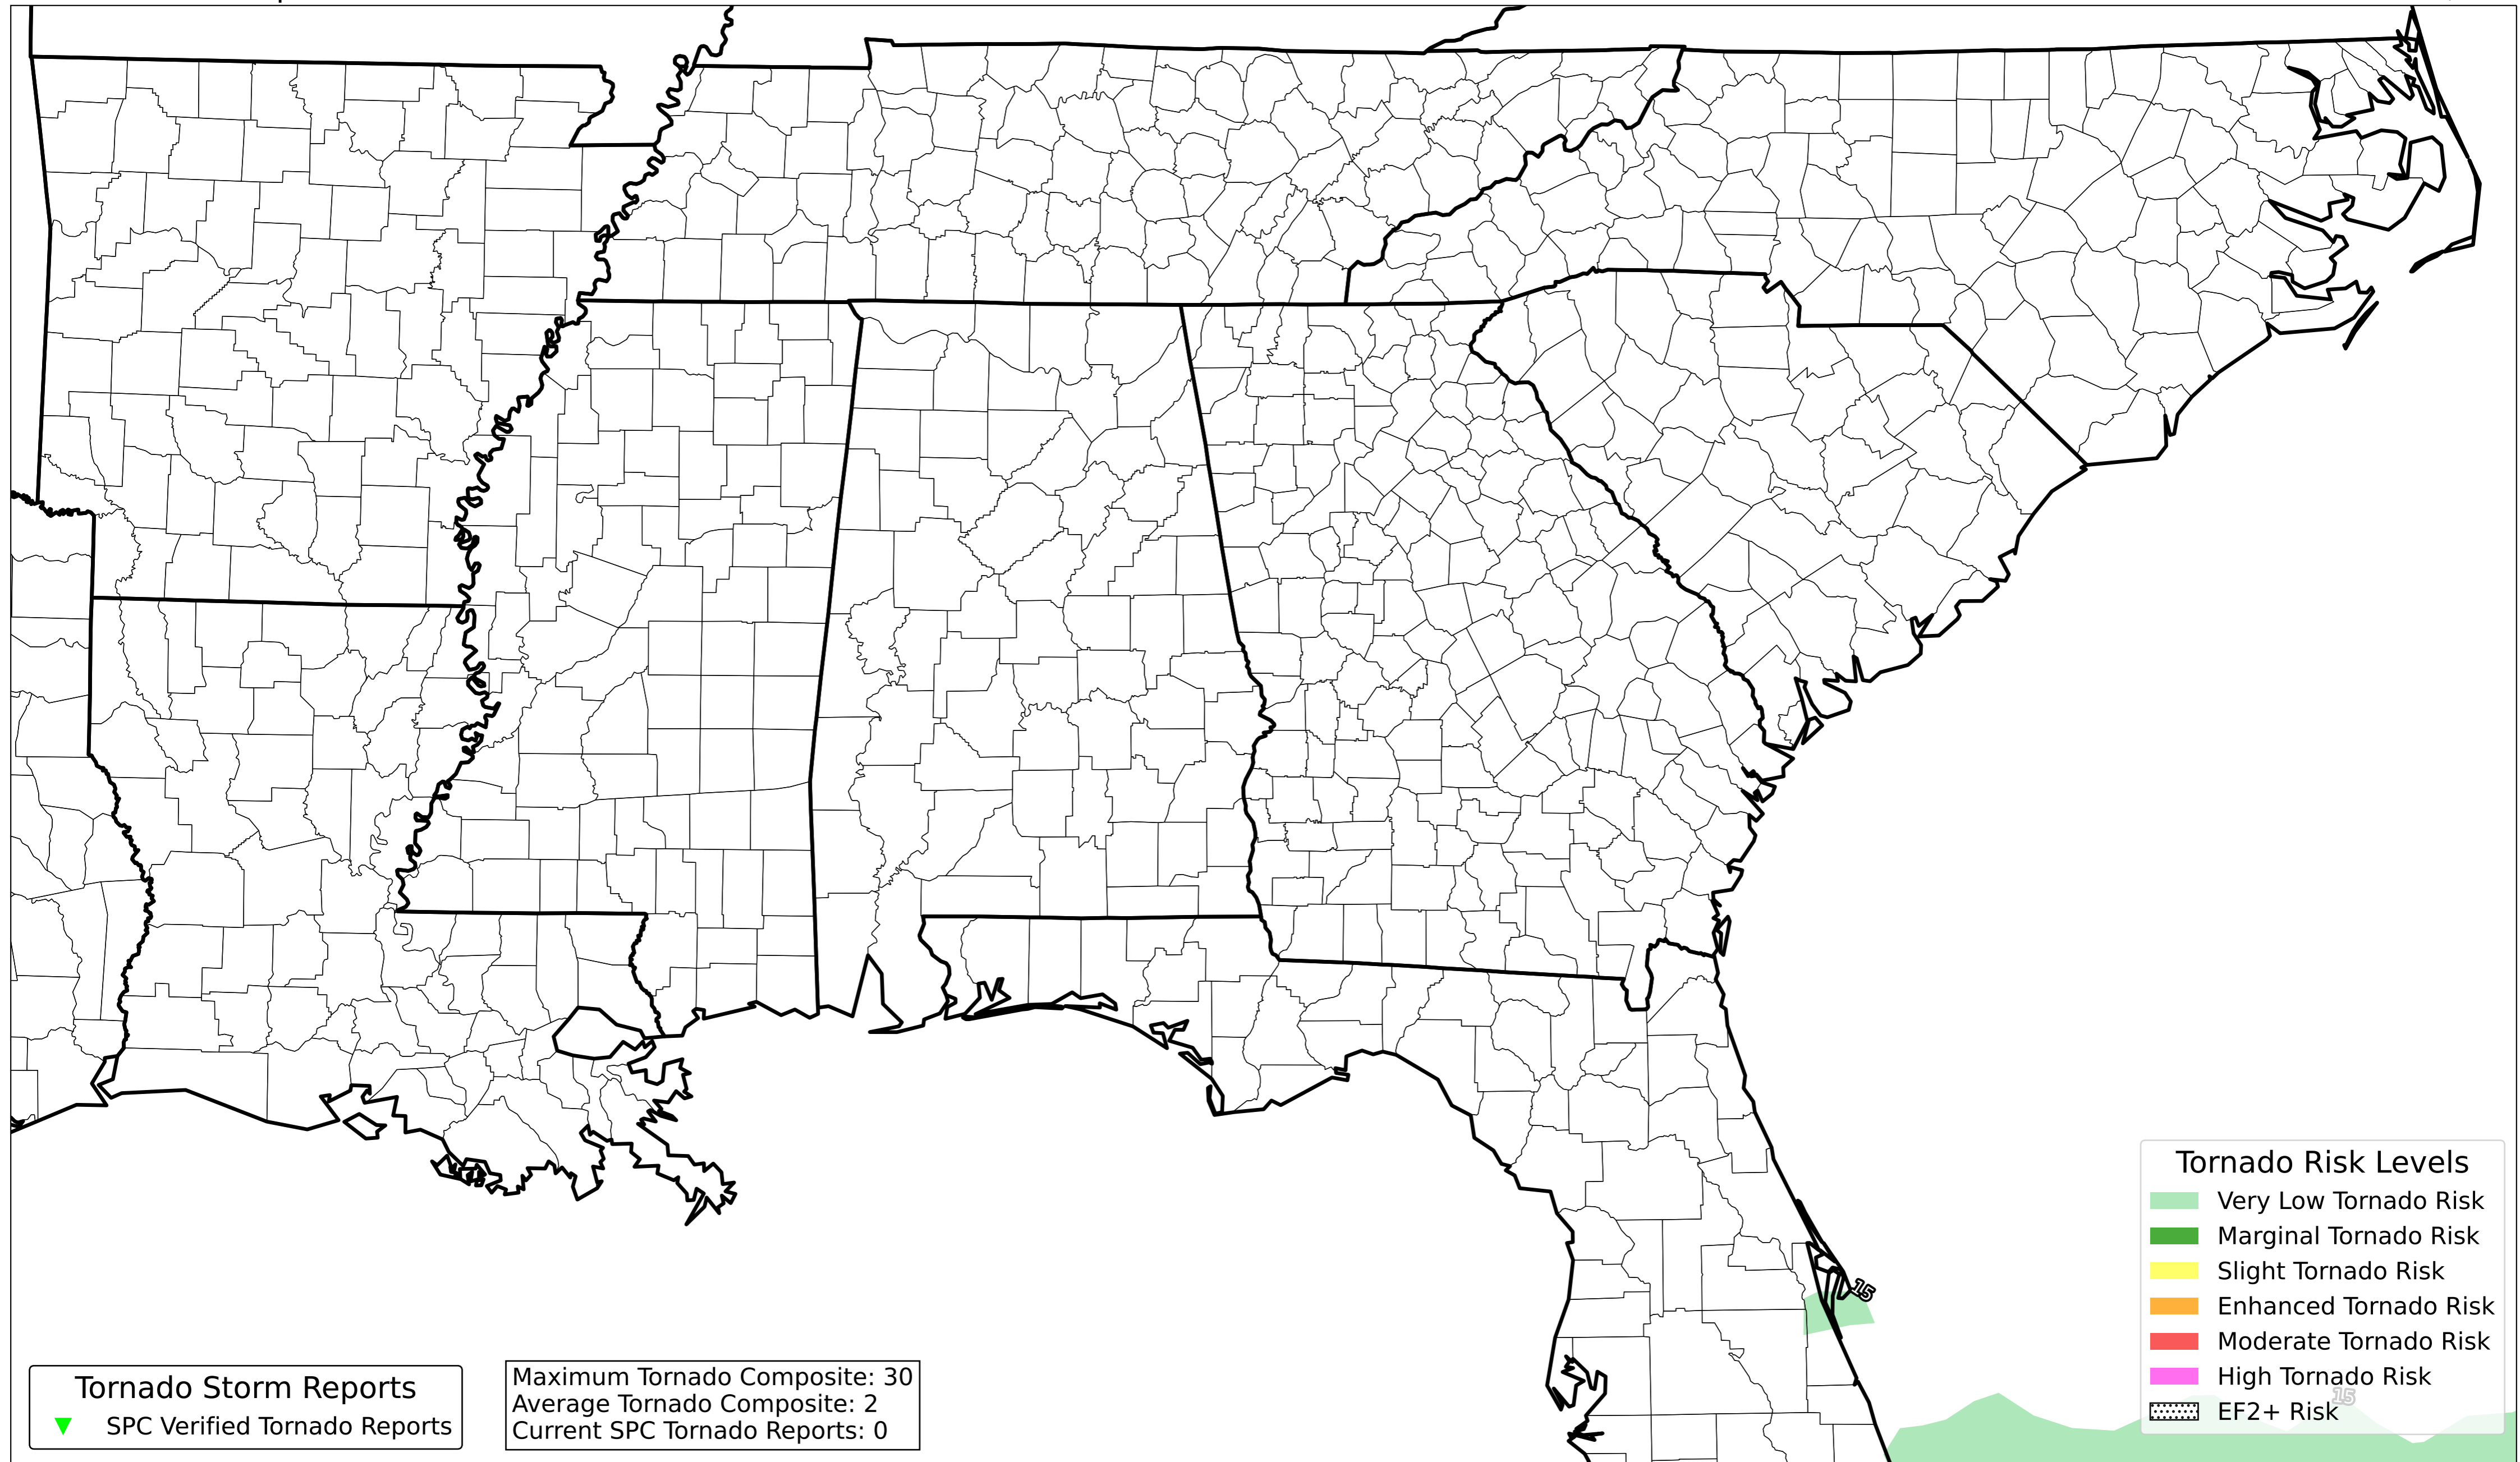 15
Tornado Risk Levels
Very Low Tornado Risk
Marginal Tornado Risk
Slight Tornado Risk
Enhanced Tornado Risk
Moderate Tornado Risk
High Tornado Risk
15
EF2+ Risk
Tornado Storm Reports
SPC Verified Tornado Reports
Maximum Tornado Composite: 30
Average Tornado Composite: 2
Current SPC Tornado Reports: 0